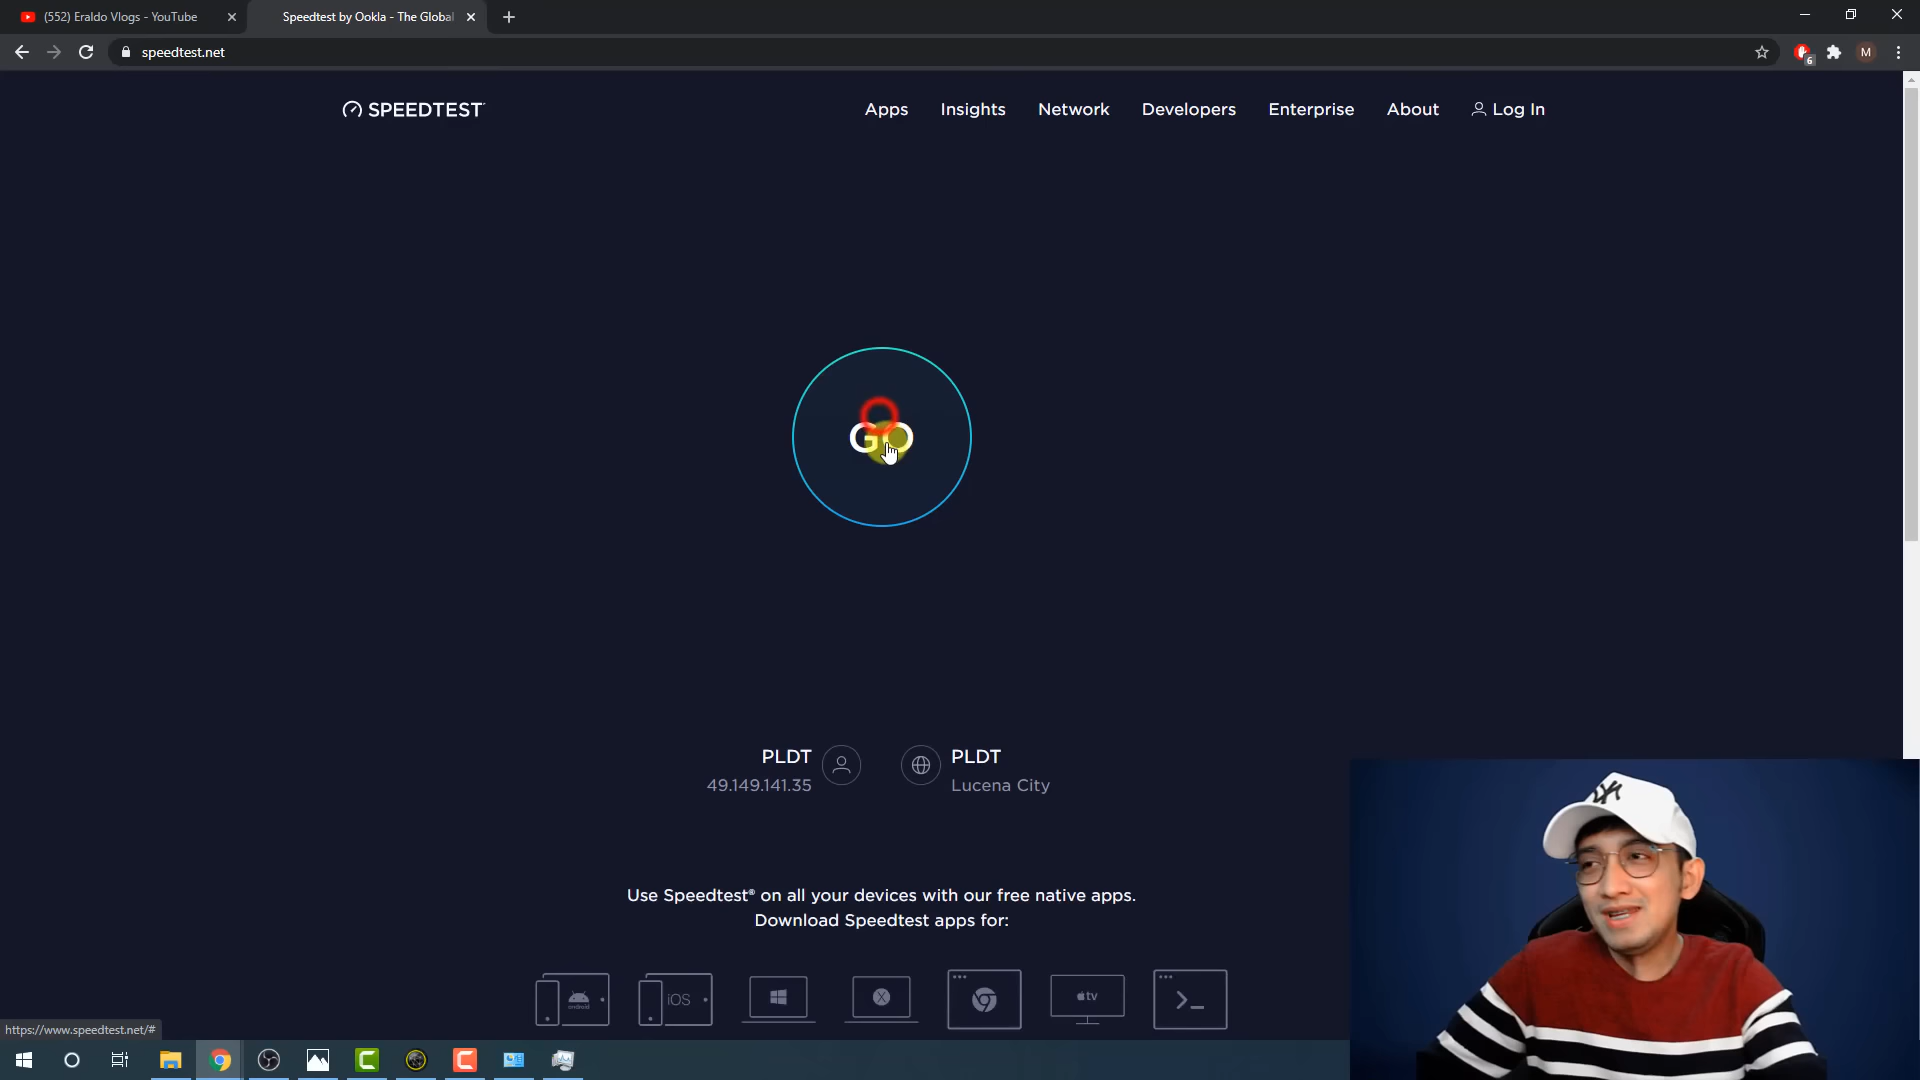 (552) Eraldo Vlogs - YouTube
Speedtest by Ookla - The Global
speedtest.net
M
6
SPEEDTEST
Apps
Insights
Network
Developers
Enterprise
About
Log In
GO
PLDT
49.149.141.35
PLDT
Lucena City
Use Speedtest® on all your devices with our free native apps.
Download Speedtest apps for:
android
iOS
X
tv
https://www.speedtest.net/#